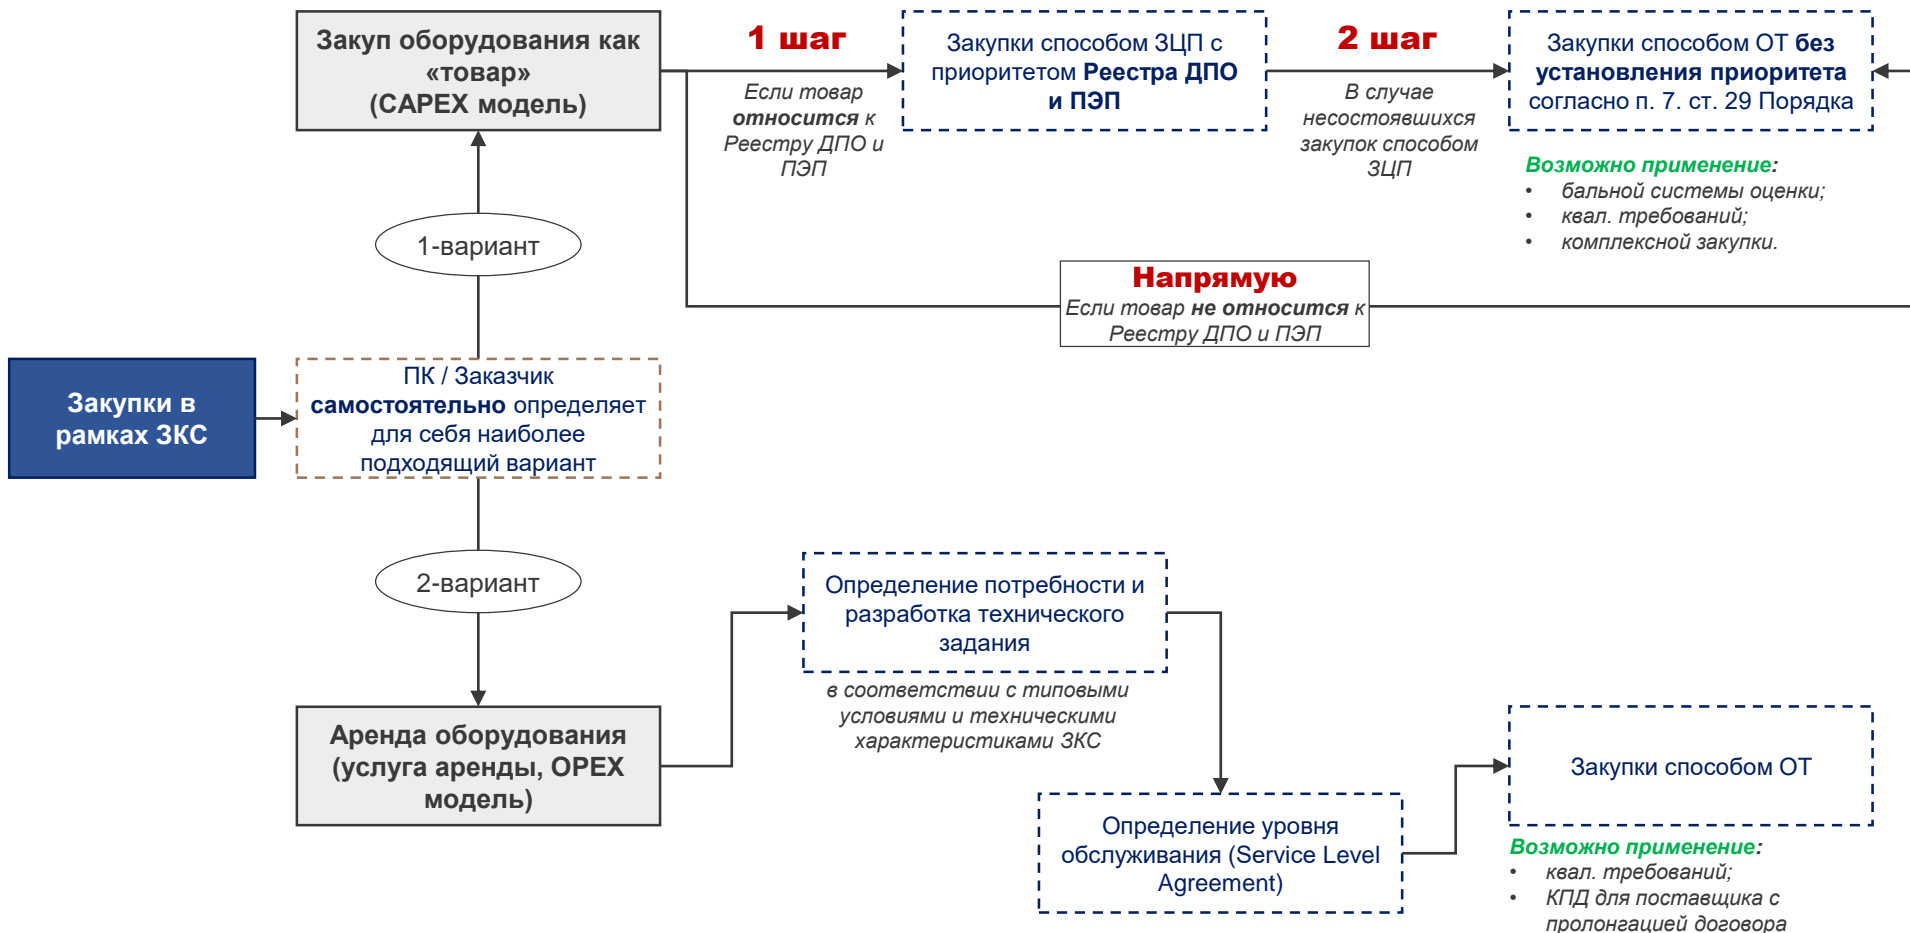 Закуп оборудования как
«товар»
(CAPEX модель)
1 шаг
Если товар
относится к
Реестру ДПО и
ПЭП
Закупки способом ЗЦП с
приоритетом Реестра ДПО
и ПЭП
2 шаг
В случае
несостоявшихся
закупок способом
ЗЦП
Закупки способом ОТ без
установления приоритета
согласно п. 7. ст. 29 Порядка
Возможно применение:
• бальной системы оценки;
• квал. требований;
• комплексной закупки.
1-вариант
Напрямую
Если товар не относится к
Реестру ДПО и ПЭП
Закупки в
рамках ЗКС
ПК / Заказчик
самостоятельно определяет
для себя наиболее
подходящий вариант
2-вариант
Определение потребности и
разработка технического
задания
в соответствии с типовыми
условиями и техническими
характеристиками ЗКС
Аренда оборудования
(услуга аренды, OPEX
модель)
Определение уровня
обслуживания (Service Level
Agreement)
Закупки способом ОТ
Возможно применение:
• квал. требований;
• КПД для поставщика с
пролонгацией договора